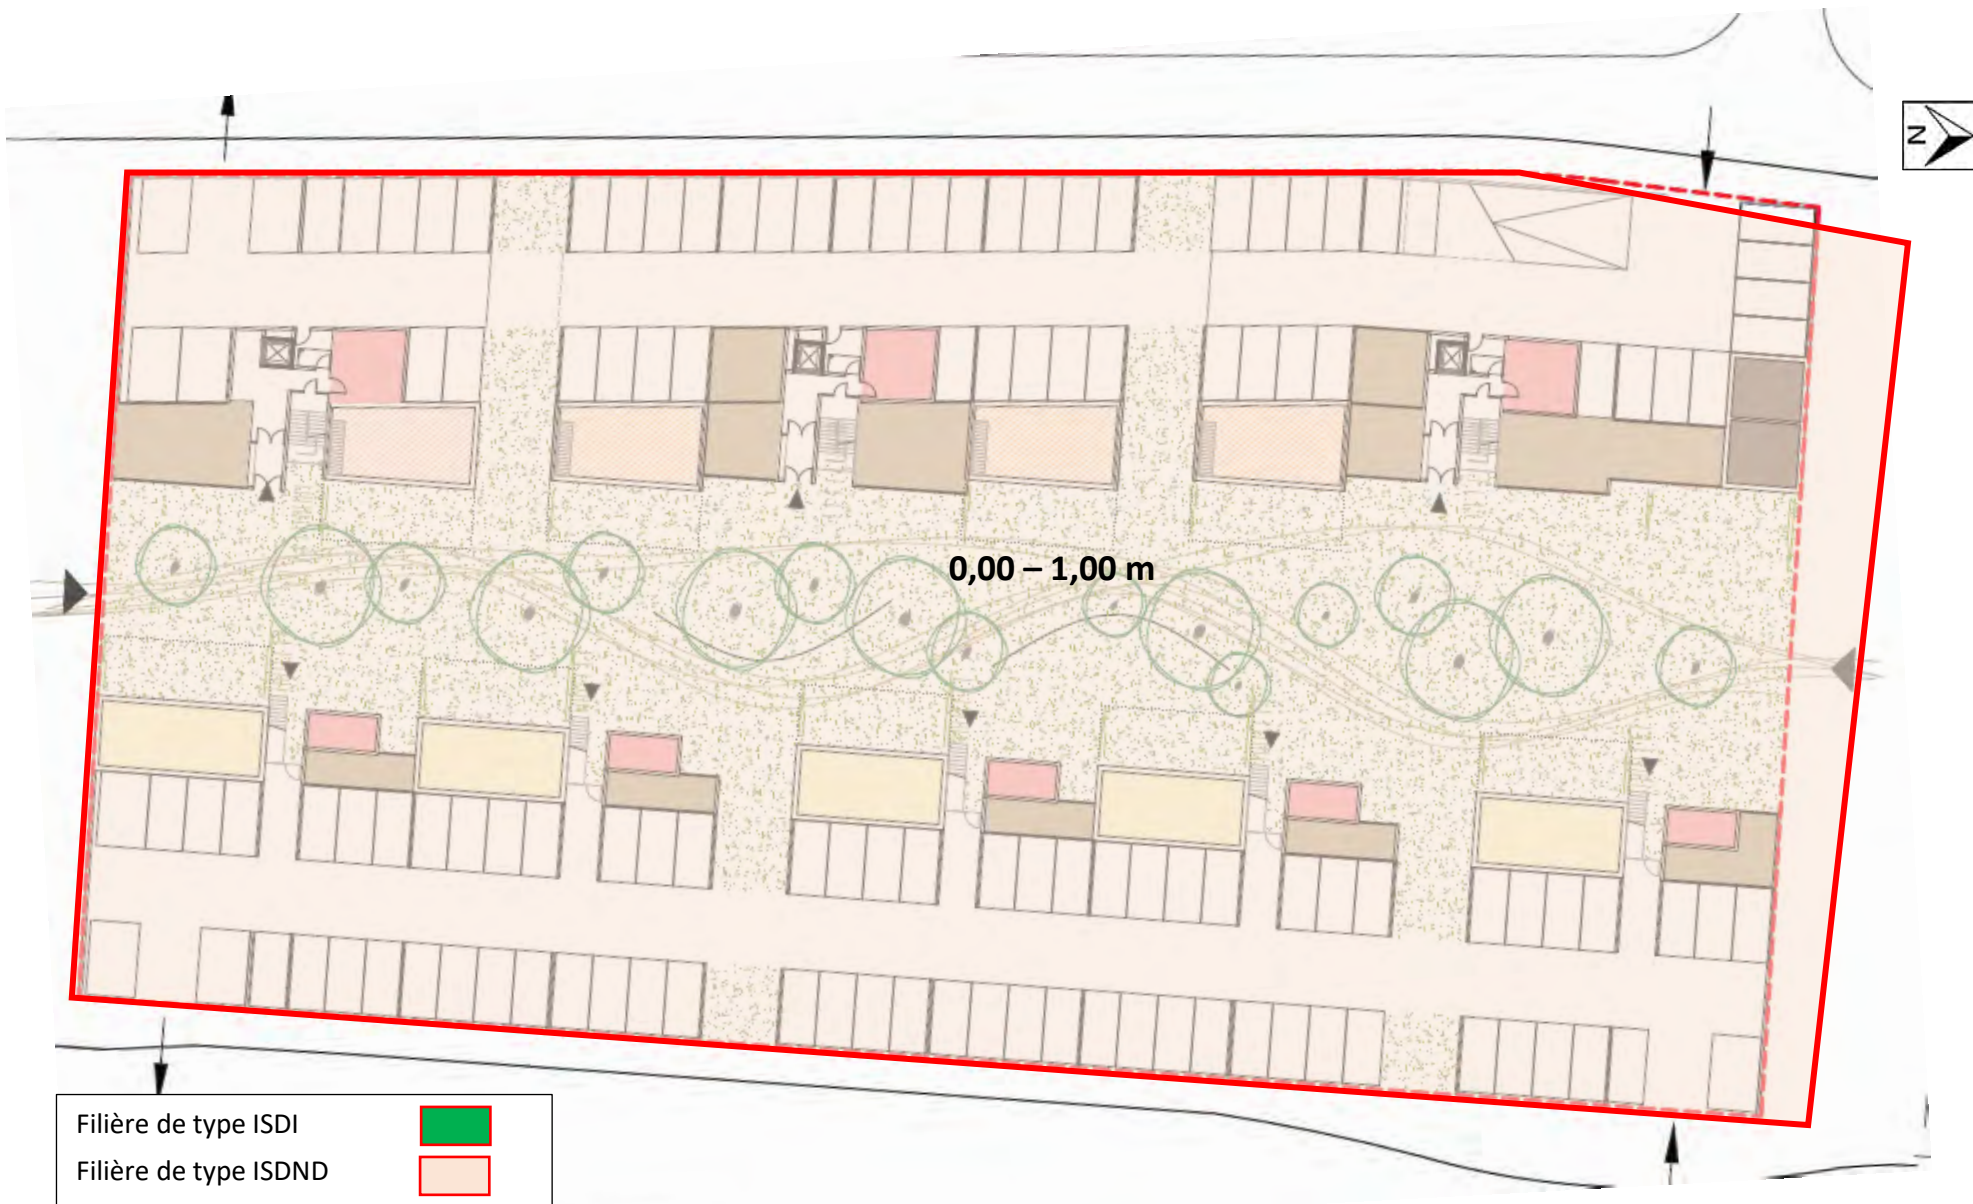 N
0,00 – 1,00 m
Filière de type ISDI
Filière de type ISDND